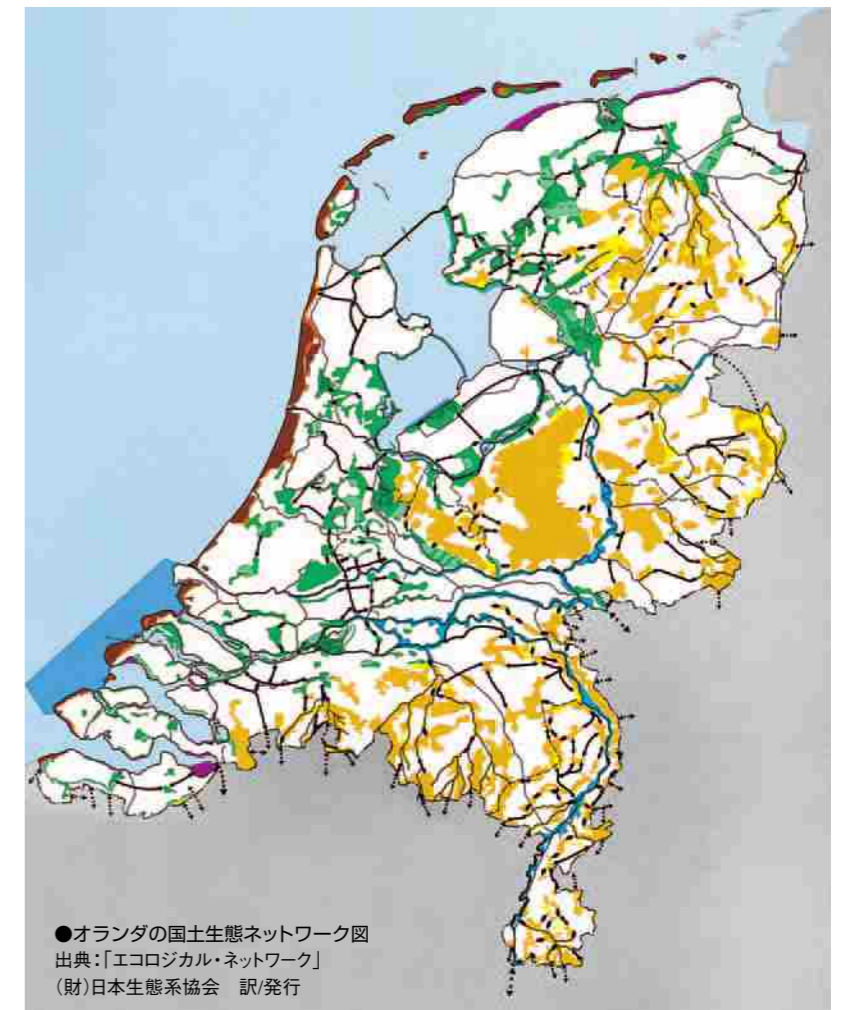 ●オランダの国土生態ネットワーク図
出典：「エコロジカル・ネットワーク」
（財）日本生態系協会　訳/発行